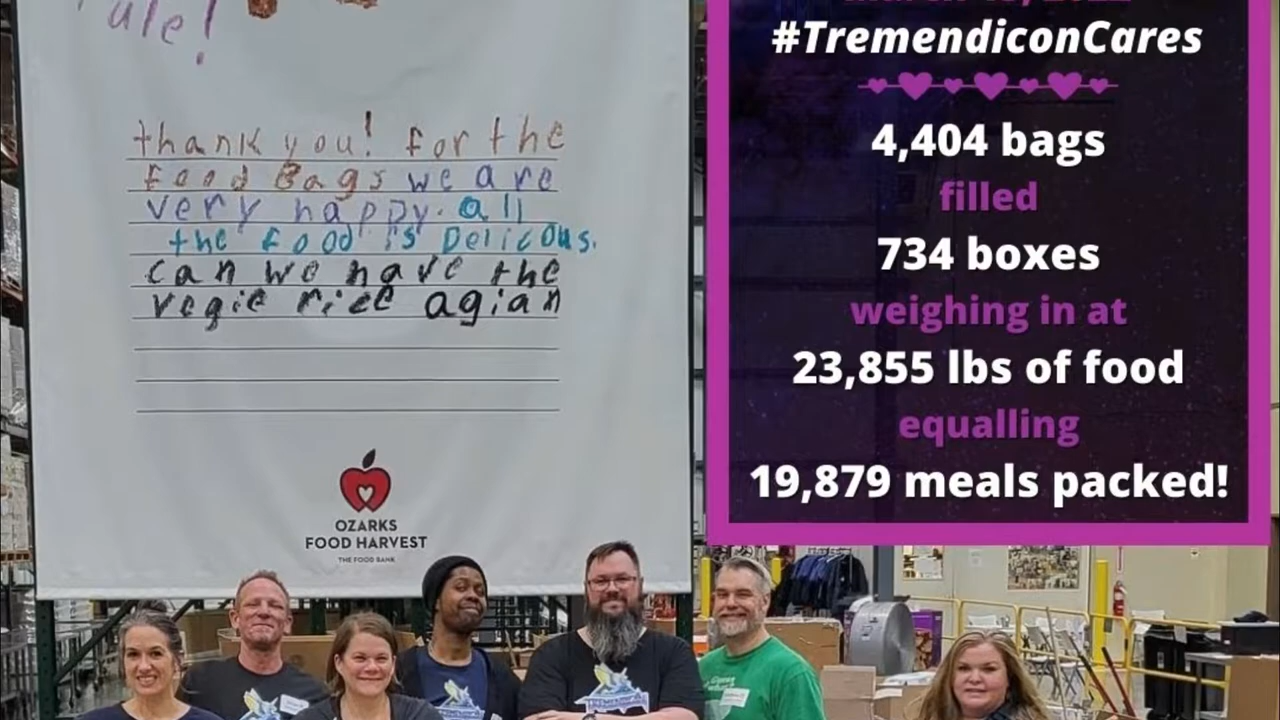 ule!
thank you! for the
food Bags we are
very happy. all
the food is Delicous.
can we have the
vegie rice agian
OZARKS
FOOD HARVEST
THE FOOD BANK
#TremendiconCares
4,404 bags
filled
734 boxes
weighing in at
23,855 lbs of food
equalling
19,879 meals packed!